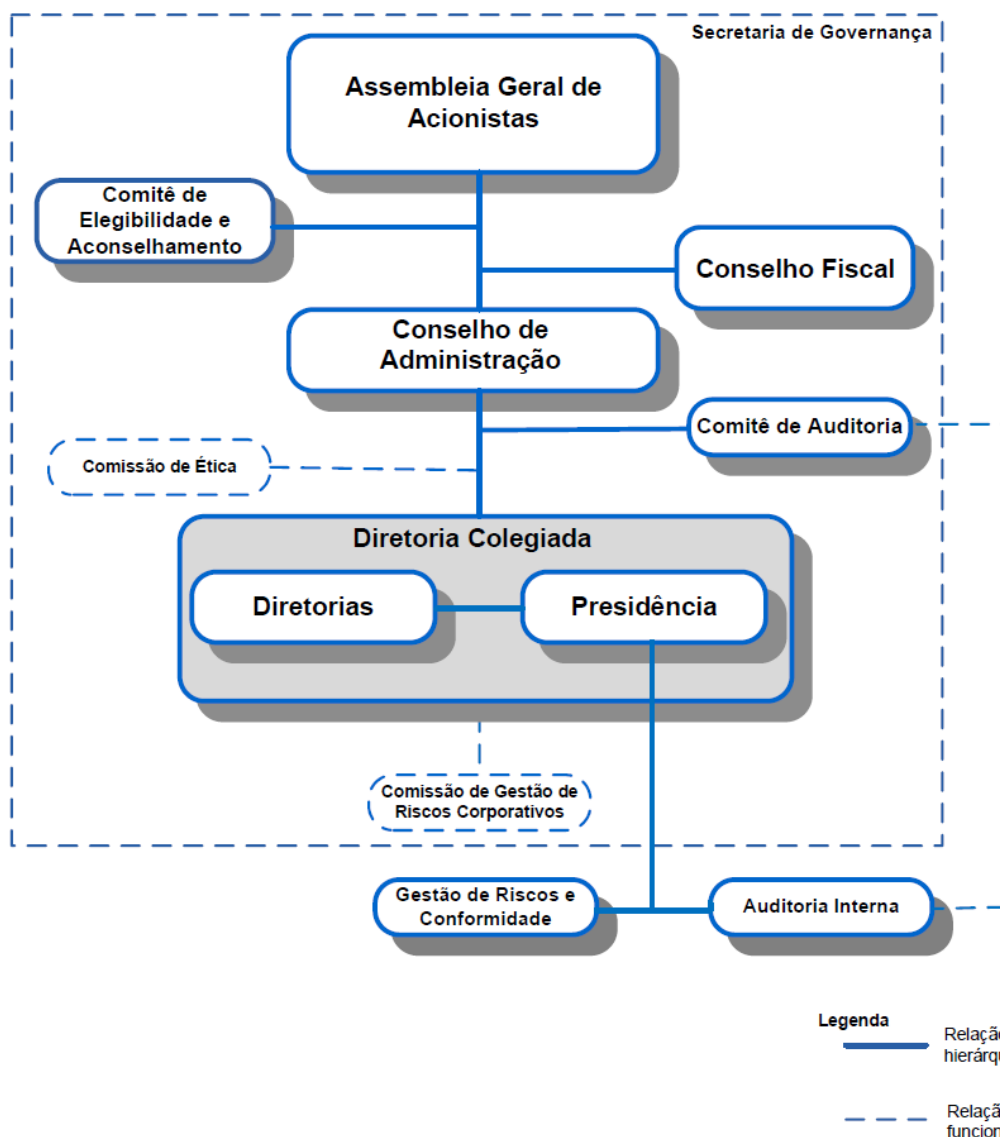 Secretaria de Governança
Assembleia Geral de
Acionistas
Comitê de
Elegibilidade e
Aconselhamento
Conselho Fiscal
Conselho de
Administração
Comitê de Auditoria
Comissão de Ética
Diretoria Colegiada
Diretorias
Presidência
Comissão de Gestão de
Riscos Corporativos
Gestão de Riscos e
Conformidade
Auditoria Interna
Legenda